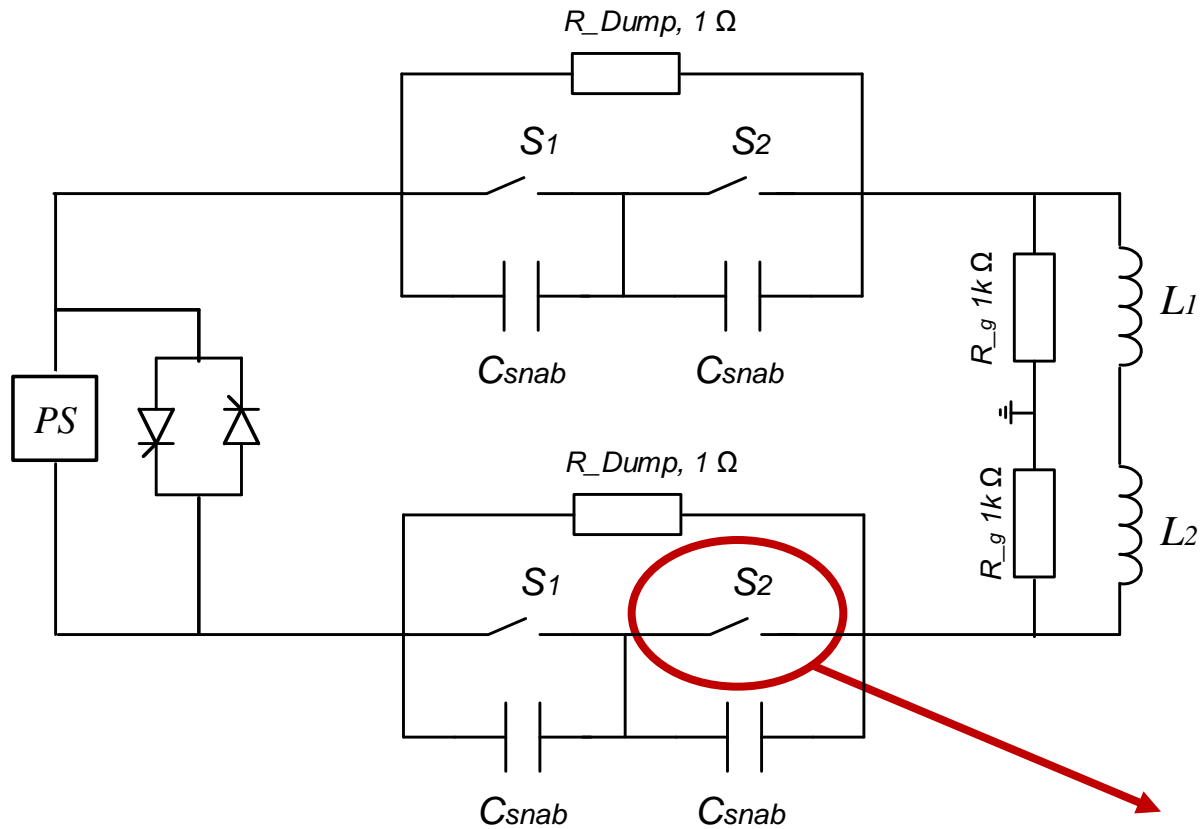 R_Dump, 1 Ω
S1
S2
Csnab
Csnab
R_g 1k Ω
L1
PS
R_Dump, 1 Ω
R_g 1k Ω
L2
S1
S2
Csnab
Csnab